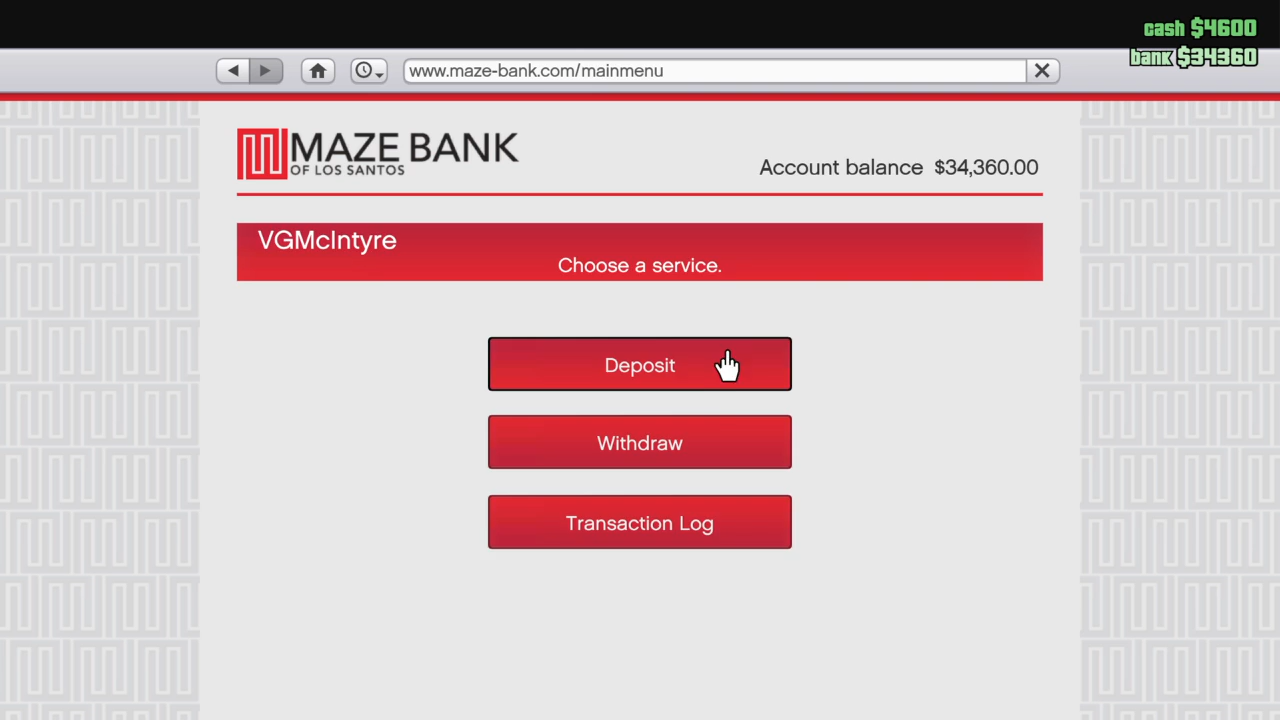 cash $4600
bank $34360
www.maze-bank.com/mainmenu
MAZE BANK
OF LOS SANTOS
Account balance $34,360.00
VGMcIntyre
Choose a service.
Deposit
Withdraw
Transaction Log